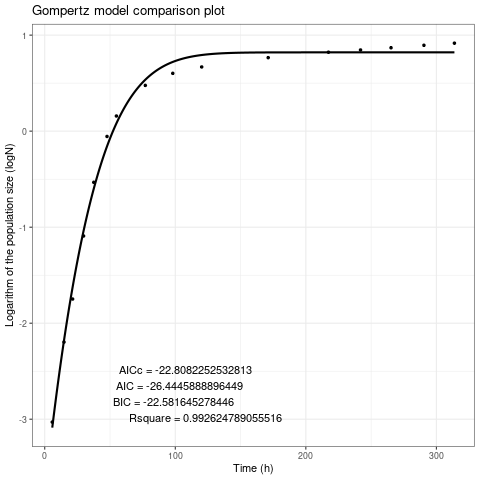 Gompertz model comparison plot
Logarithm of the population size (logN)
1
0
-1
-2
-3
AICc = -22.8082252532813
AIC = -26.4445888896449
BIC = -22.581645278446
Rsquare = 0.992624789055516
0
100
200
300
Time (h)